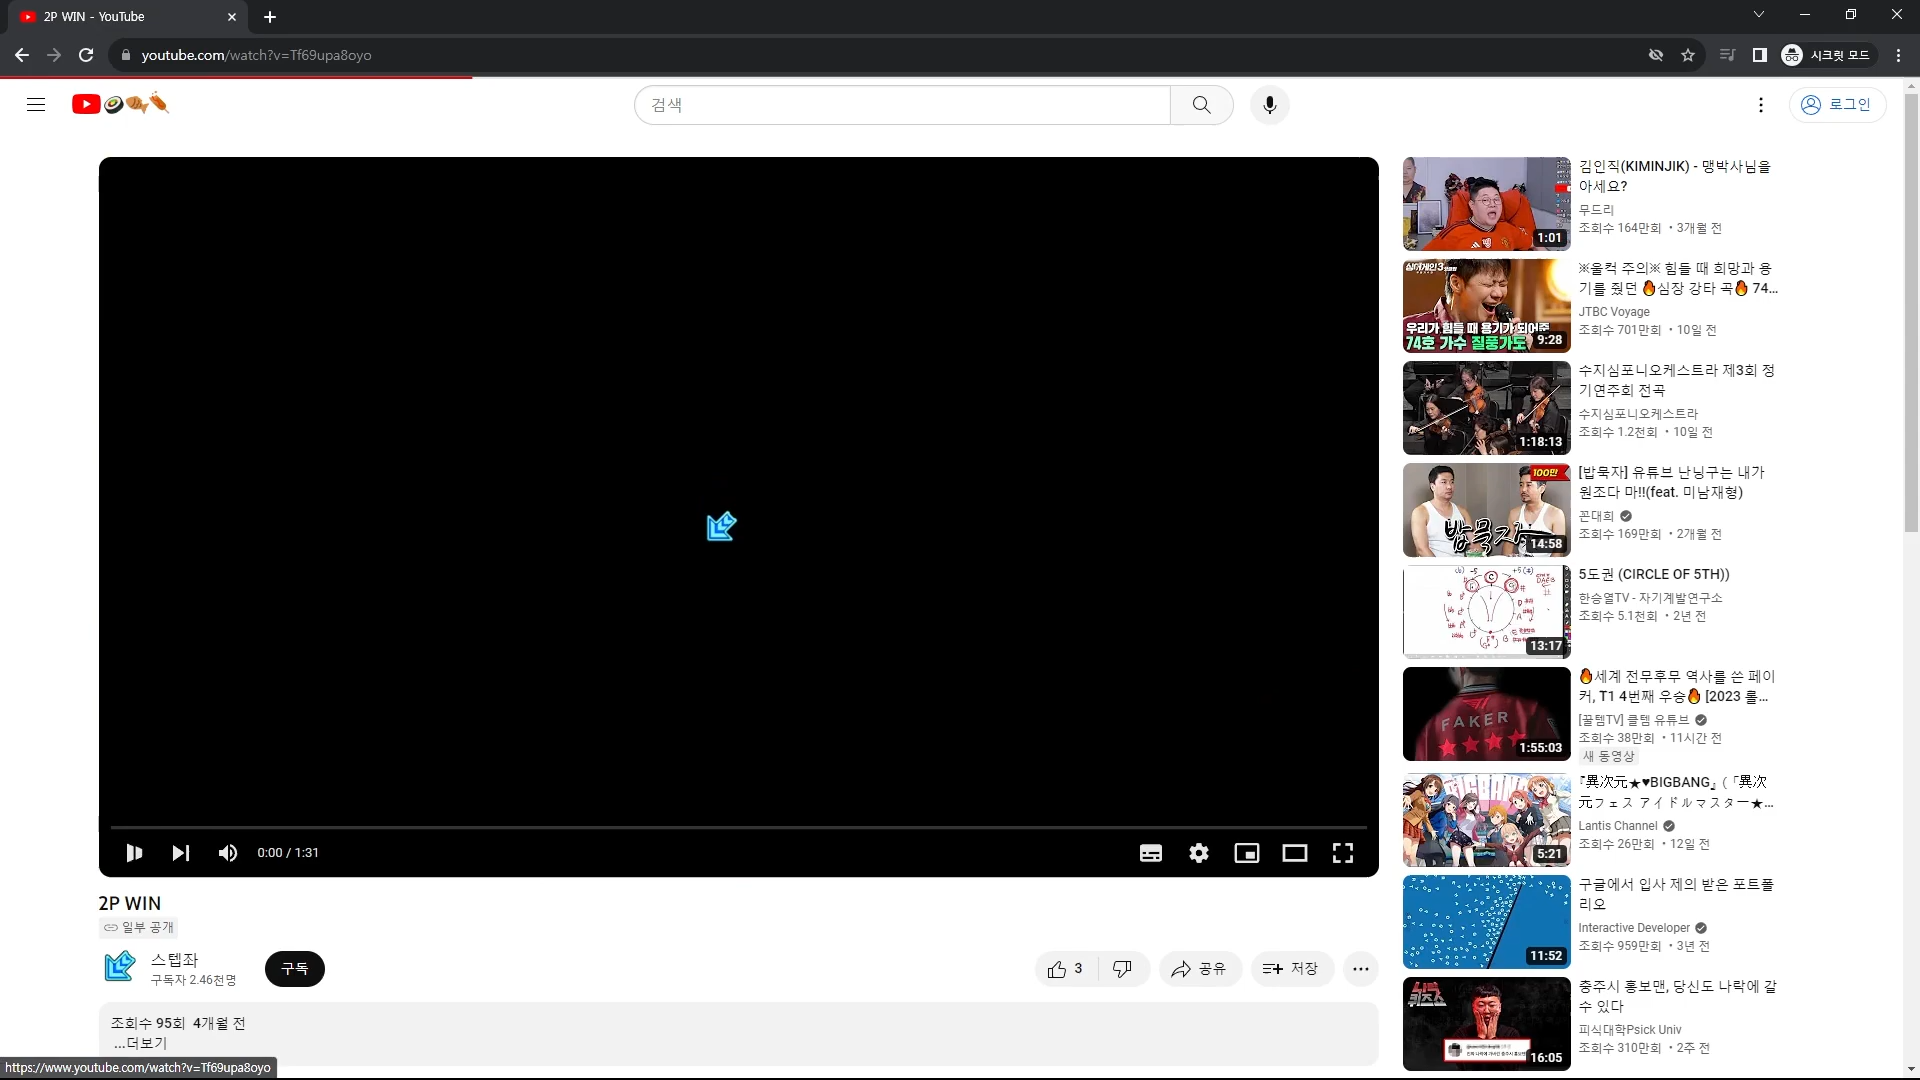 2P WIN - YouTube
youtube.com/watch?v=Tf69upa8oyo
시크릿 모드
검색
로그인
0:00 / 1:31
2P WIN
일부 공개
스텝좌
구독자 2.46천명
구독
3
공유
저장
조회수 95회 4개월 전
...더보기
https://www.youtube.com/watch?v=Tf69upa8oyo
1:01
김인직(KIMINJIK) - 맹박사님을
아세요?
무드리
조회수 164만회 • 3개월 전
싱어게인3
우리가 힘들 때 용기가 되어준
74호 가수 질풍가도
9:28
※울컥 주의※ 힘들 때 희망과 용
기를 줬던 🔥심장 강타 곡🔥 74...
JTBC Voyage
조회수 701만회 • 10일 전
1:18:13
수지심포니오케스트라 제3회 정
기연주회 전곡
수지심포니오케스트라
조회수 1.2천회 • 10일 전
100만
밥묵자
14:58
[밥묵자] 유튜브 난닝구는 내가
원조다 마!!(feat. 미남재형)
꼰대희
조회수 169만회 • 2개월 전
13:17
5도권 (CIRCLE OF 5TH))
한승열TV - 자기계발연구소
조회수 5.1천회 • 2년 전
FAKER
1:55:03
🔥세계 전무후무 역사를 쓴 페이
커, T1 4번째 우승🔥 [2023 롤...
[꿀템TV] 클템 유튜브
조회수 38만회 • 11시간 전
새 동영상
5:21
『異次元★♥BIGBANG』(「異次
元フェス アイドルマスター★...
Lantis Channel
조회수 26만회 • 12일 전
11:52
구글에서 입사 제의 받은 포트폴
리오
Interactive Developer
조회수 959만회 • 3년 전
나락
퀴즈쇼
16:05
충주시 홍보맨, 당신도 나락에 갈
수 있다
피식대학Psick Univ
조회수 310만회 • 2주 전